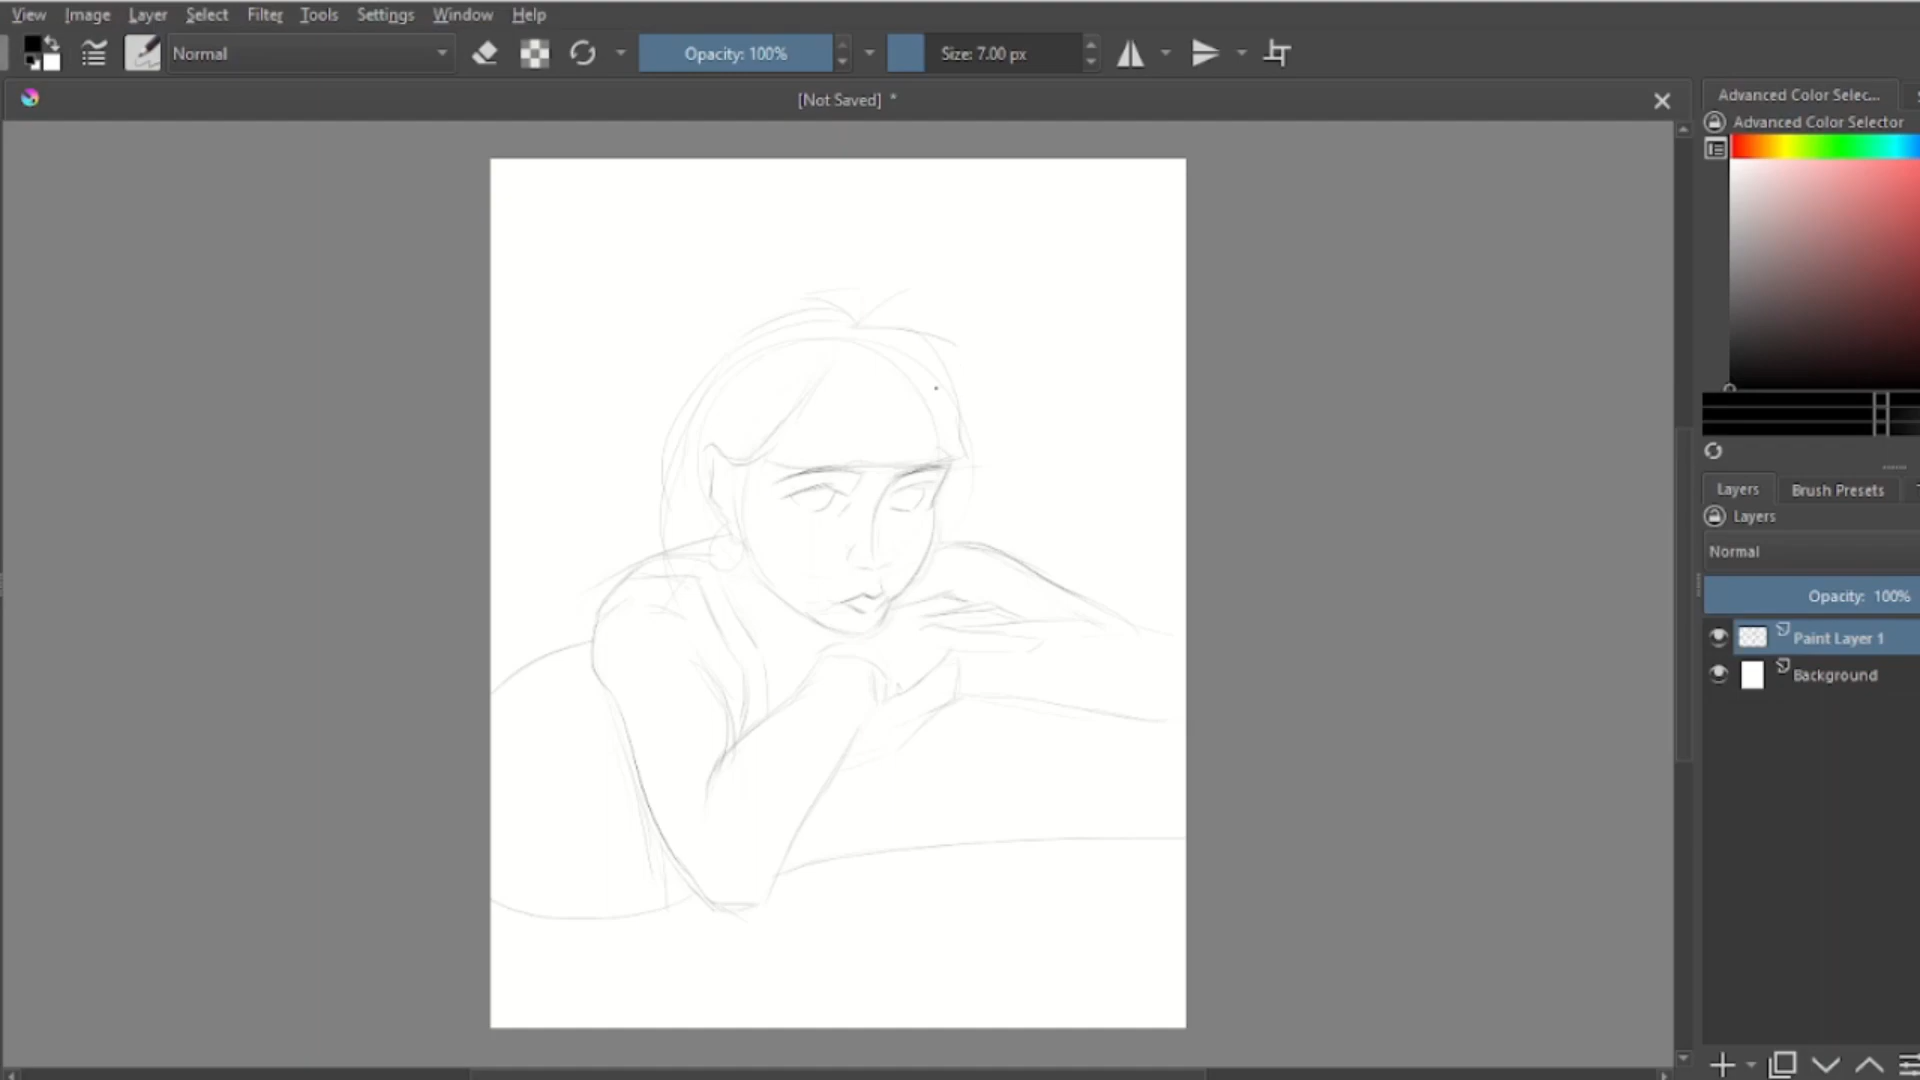 View Image Layer Select Filter Tools Settings Window Help
Normal Opacity: 100% Size: 7.00 px
[Not Saved] *
Advanced Color Selec...
Advanced Color Selector
Layers Brush Presets
Layers
Normal
Opacity: 100%
Paint Layer 1
Background